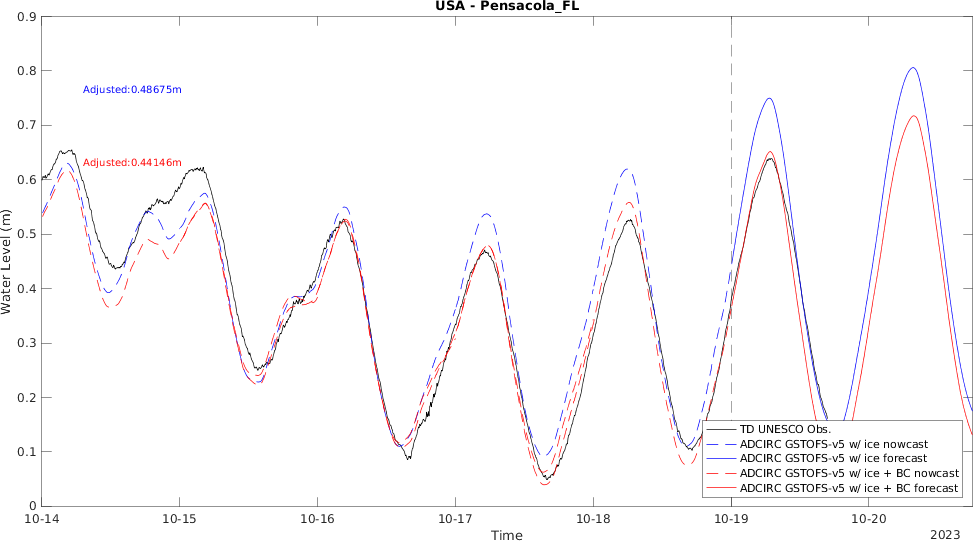 USA - Pensacola_FL
0.9
0.8
Adjusted:0.48675m
0.7
Adjusted:0.44146m
0.6
0.5
Water Level (m)
0.4
0.3
0.2
0.1
0
TD UNESCO Obs.
ADCIRC GSTOFS-v5 w/ ice nowcast
ADCIRC GSTOFS-v5 w/ ice forecast
ADCIRC GSTOFS-v5 w/ ice + BC nowcast
ADCIRC GSTOFS-v5 w/ ice + BC forecast
10-14 10-15 10-16 10-17 10-18 10-19 10-20
Time
2023